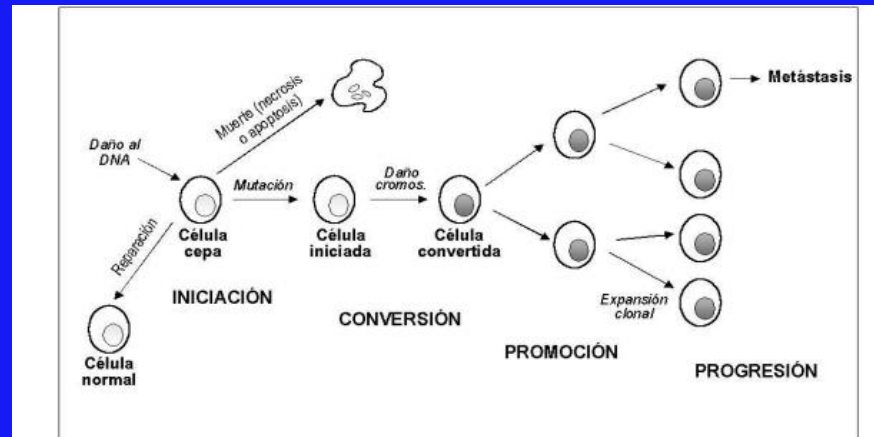 Metástasis
Muerte (necrosis
o apoptosis)
Daño al
DNA
Mutación
Daño
cromos.
Célula
cepa
Célula
iniciada
Célula
convertida
Reparación
INICIACIÓN
Expansión
clonal
CONVERSIÓN
Célula
normal
PROMOCIÓN
PROGRESIÓN